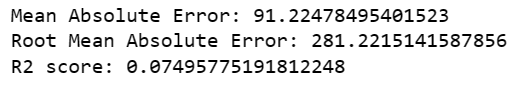 Mean Absolute Error: 91.22478495401523
Root Mean Absolute Error: 281.2215141587856
R2 score: 0.07495775191812248